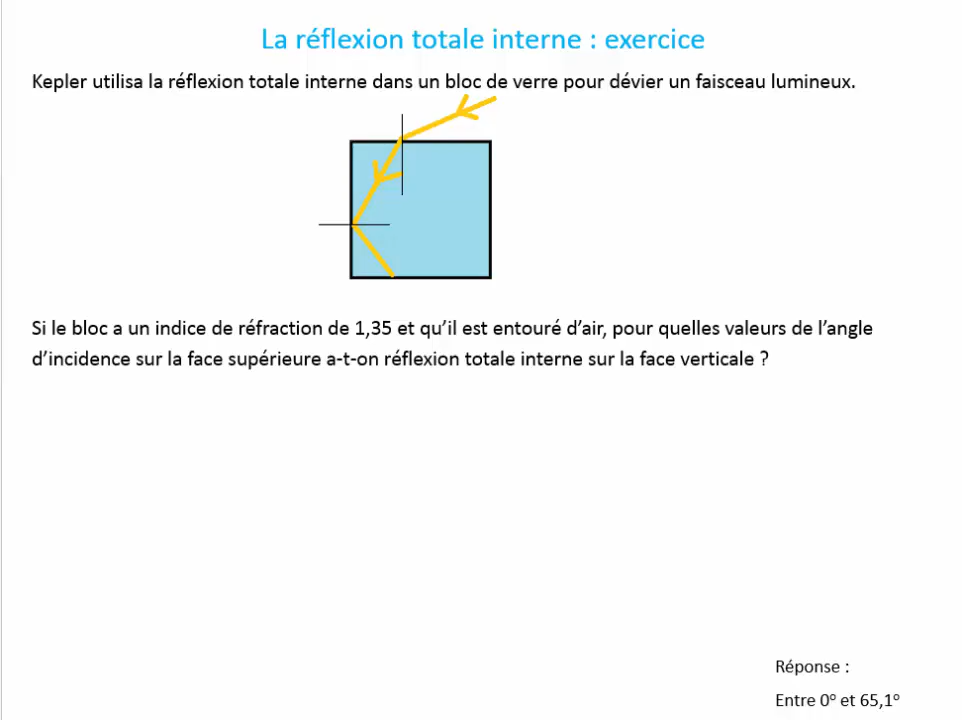 La réflexion totale interne : exercice
Kepler utilisa la réflexion totale interne dans un bloc de verre pour dévier un faisceau lumineux.
Si le bloc a un indice de réfraction de 1,35 et qu’il est entouré d’air, pour quelles valeurs de l’angle
d’incidence sur la face supérieure a-t-on réflexion totale interne sur la face verticale ?
Réponse :
Entre 0° et 65,1°